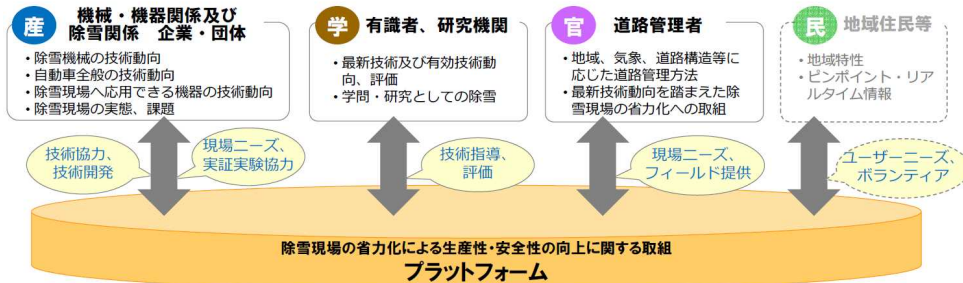 産
機械・機器関係及び
除雪関係　企業・団体
・除雪機械の技術動向
・自動車全般の技術動向
・除雪現場へ応用できる機器の技術動向
・除雪現場の実態、課題
学
有識者、研究機関
・最新技術及び有効技術動
向、評価
・学問・研究としての除雪
官
道路管理者
・地域、気象、道路構造等に
応じた道路管理方法
・最新技術動向を踏まえた除
雪現場の省力化への取組
民
地域住民等
・地域特性
・ピンポイント・リア
ルタイム情報
技術協力、
技術開発
現場ニーズ、
実証実験協力
技術指導、
評価
現場ニーズ、
フィールド提供
ユーザーニーズ、
ボランティア
除雪現場の省力化による生産性・安全性の向上に関する取組
プラットフォーム